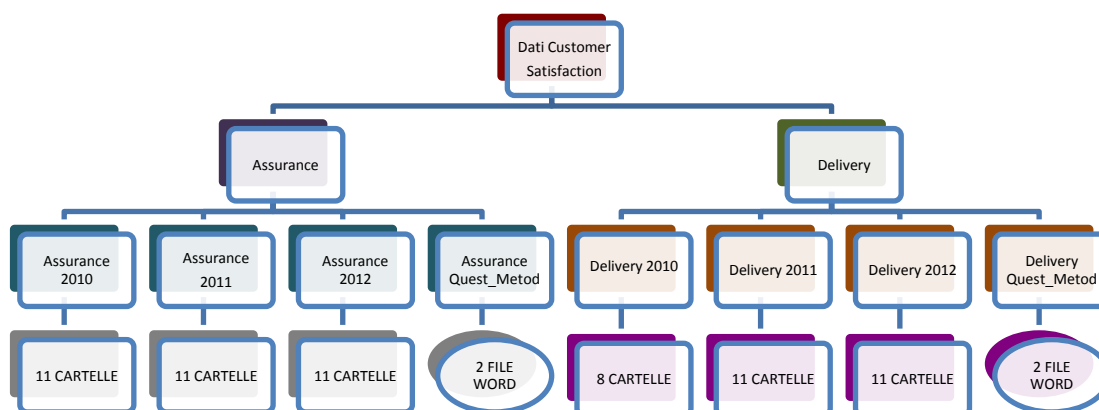 Dati Customer
Satisfaction
Assurance
Delivery
Assurance
2010
Assurance
2011
Assurance
2012
Assurance
Quest_Metod
Delivery 2010
Delivery 2011
Delivery 2012
Delivery
Quest_Metod
11 CARTELLE
11 CARTELLE
11 CARTELLE
2 FILE
WORD
8 CARTELLE
11 CARTELLE
11 CARTELLE
2 FILE
WORD